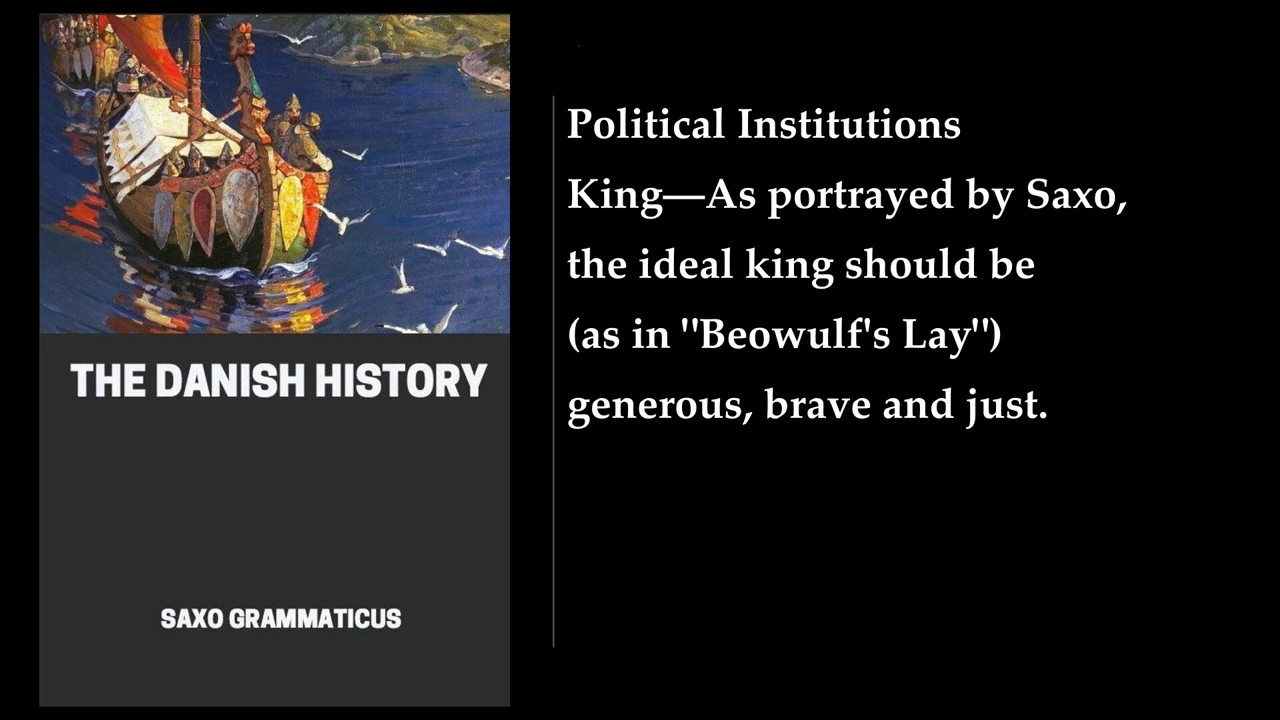 THE DANISH HISTORY
SAXO GRAMMATICUS
Political Institutions
King—As portrayed by Saxo,
the ideal king should be
(as in "Beowulf's Lay")
generous, brave and just.